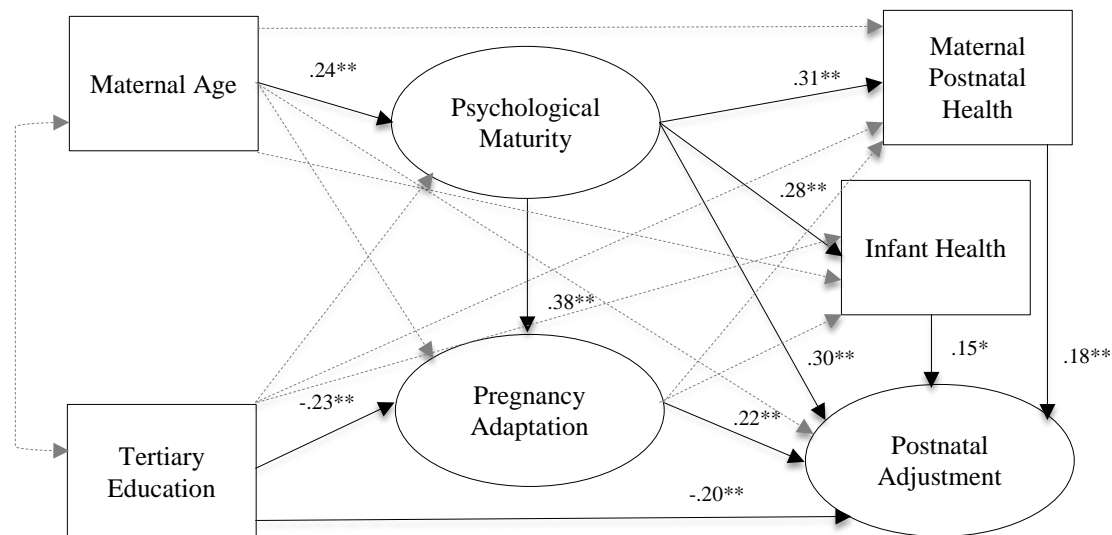 Maternal Age
.24**
Psychological
Maturity
.31**
Maternal
Postnatal
Health
.28**
Infant Health
.38**
.30**
.15*
.18**
Tertiary
Education
-.23**
Pregnancy
Adaptation
.22**
Postnatal
Adjustment
-.20**